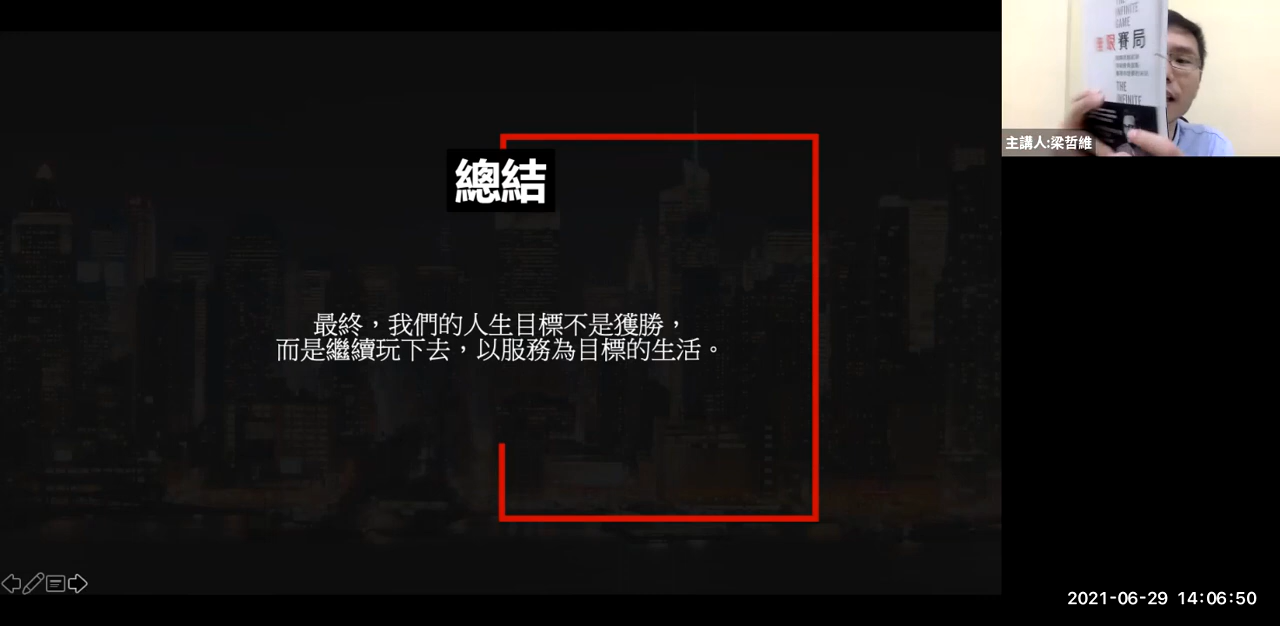 總結
最終，我們的人生目標不是獲勝，
而是繼續玩下去，以服務為目標的生活。
THE
INFINITE
GAME
無限賽局
THE
INFINITE
主講人:梁哲維
2021-06-29 14:06:50